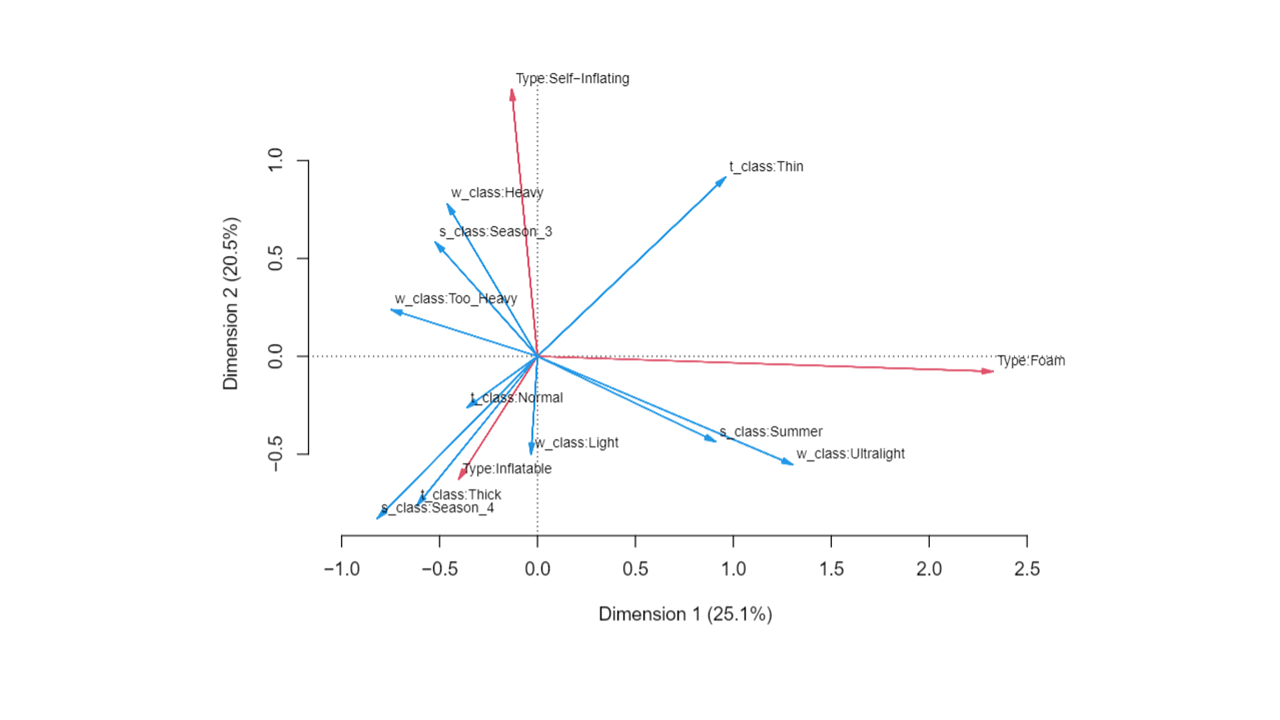 Type:Self−Inflating
t_class:Thin
w_class:Heavy
s_class:Season_3
w_class:Too_Heavy
Type:Foam
t_class:Normal
s_class:Summer
w_class:Light
w_class:Ultralight
Type:Inflatable
t_class:Thick
s_class:Season_4
1.0
0.5
0.0
−0.5
Dimension 2 (20.5%)
−1.0 −0.5 0.0 0.5 1.0 1.5 2.0 2.5
Dimension 1 (25.1%)